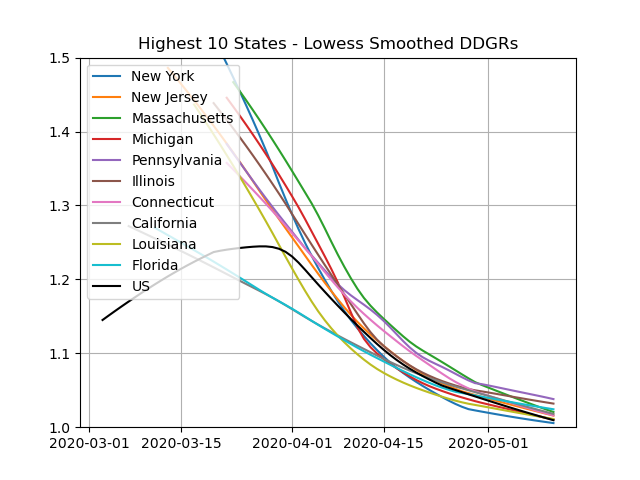 Highest 10 States - Lowess Smoothed DDGRs
1.5
1.4
1.3
1.2
1.1
1.0
New York
New Jersey
Massachusetts
Michigan
Pennsylvania
Illinois
Connecticut
California
Louisiana
Florida
US
2020-03-01 2020-03-15 2020-04-01 2020-04-15 2020-05-01